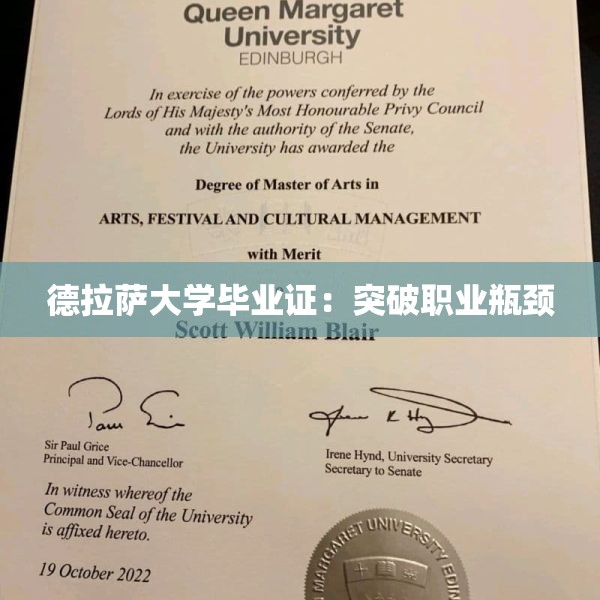 Queen Margaret
University
EDINBURGH
In exercise of the powers conferred by the
Lords of His Majesty's Most Honourable Privy Council
and with the authority of the Senate,
the University has awarded the
Degree of Master of Arts in
ARTS, FESTIVAL AND CULTURAL MANAGEMENT
with Merit
德拉萨大学毕业证：突破职业瓶颈
Scott William Blair
Sir Paul Grice
Principal and Vice-Chancellor
Irene Hynd, University Secretary
Secretary to Senate
In witness whereof the
Common Seal of the University
is affixed hereto.
19 October 2022
MARGARET UNIVERSITY EDIN